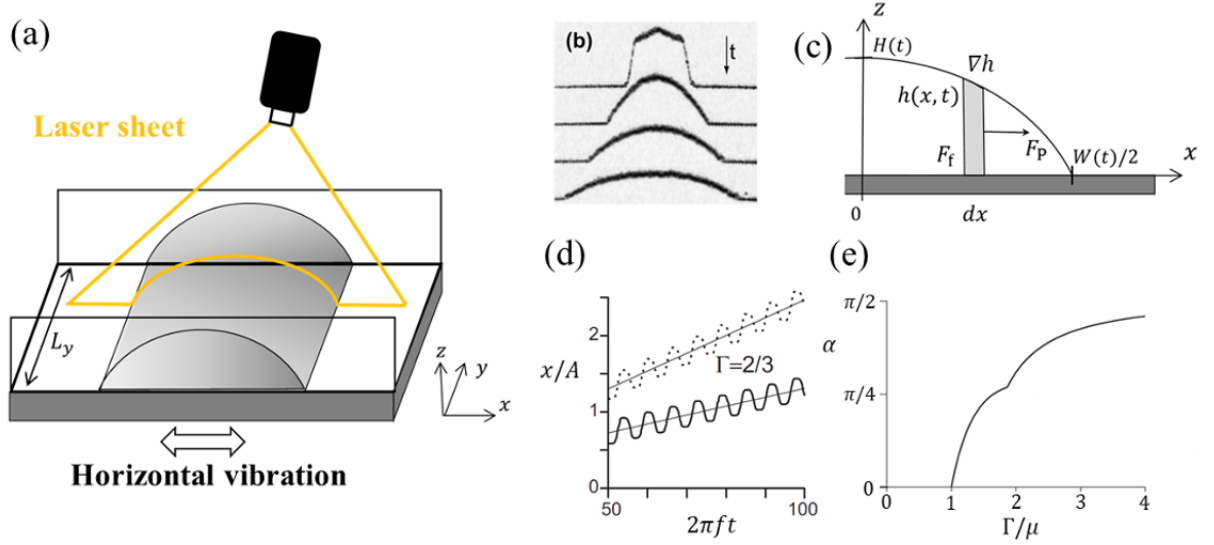 (a)
Laser sheet
L_y
z
y
x
Horizontal vibration
(b)
t
(c)
z
H(t)
∇h
h(x, t)
F_f
F_P
W(t)/2
x
0
dx
(d)
2
x/A
Γ=2/3
1
0
50
100
2πft
(e)
π/2
α
π/4
0
0
1
2
3
4
Γ/μ